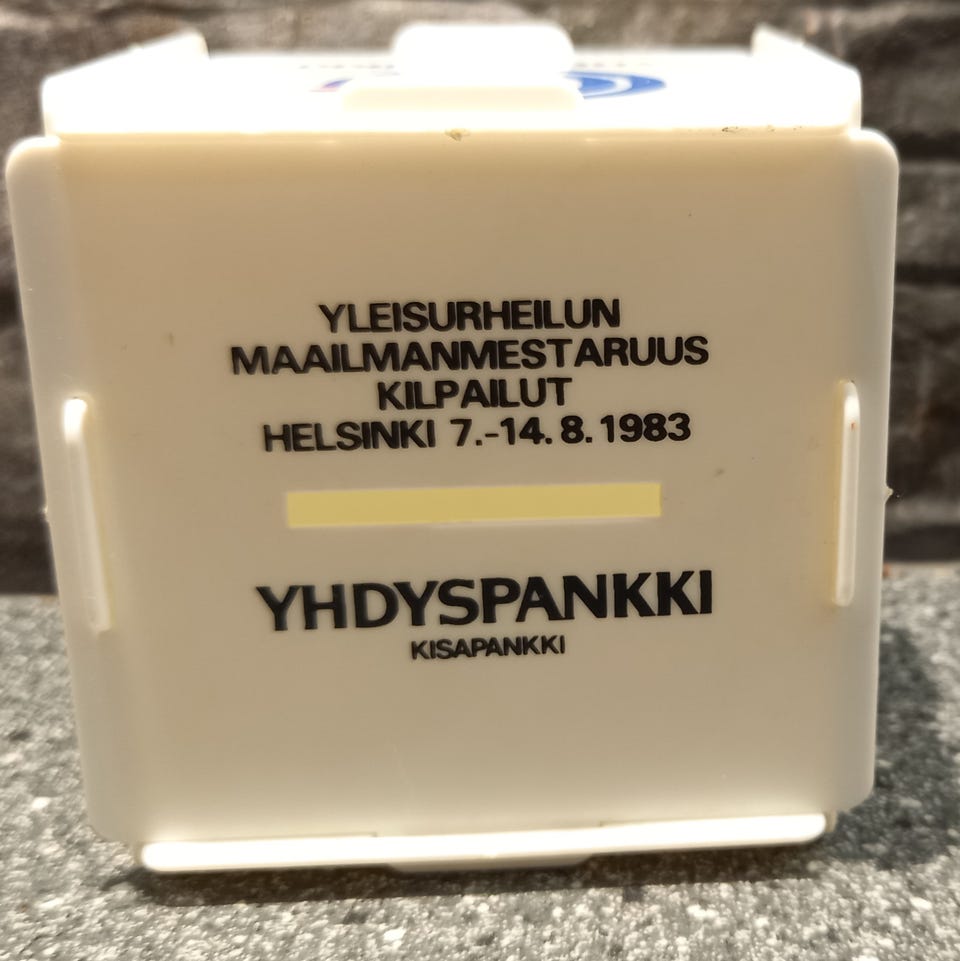 YLEISURHEILUN
MAAILMANMESTARUUS
KILPAILUT
HELSINKI 7.-14.8.1983
YHDYSPANKKI
KISAPANKKI